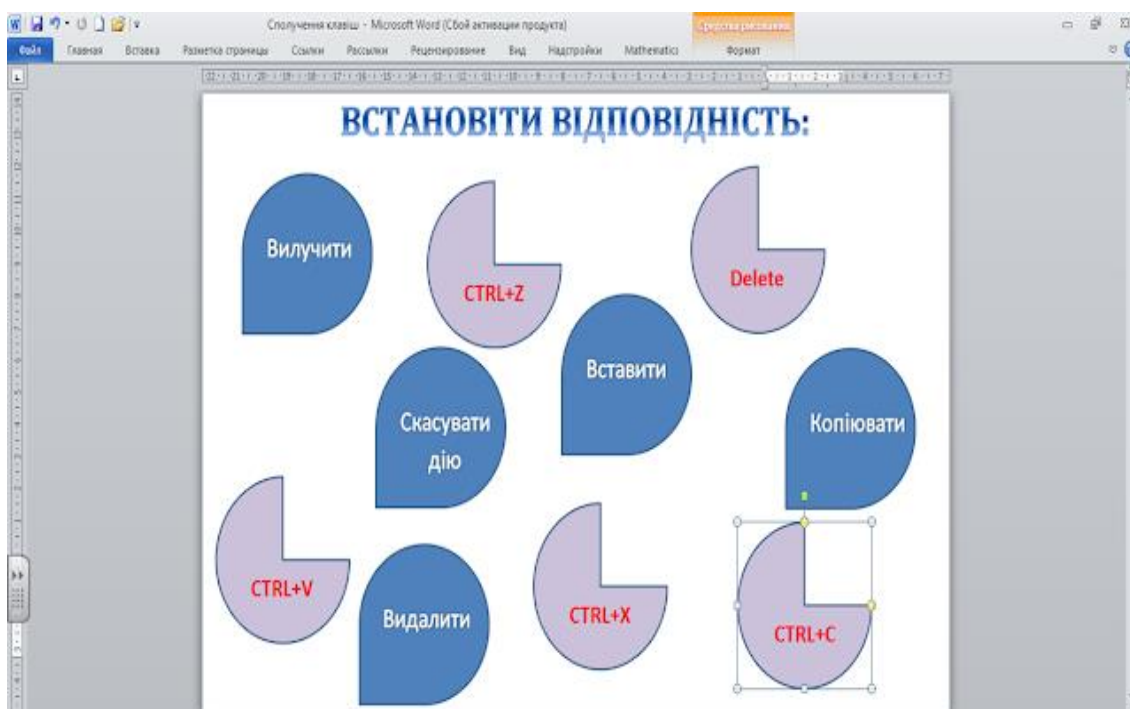 Сполучення клавіш - Microsoft Word (Сбой активации продукта)
Средства рисования
Файл Главная Вставка Разметка страницы Ссылки Рассылки Рецензирование Вид Надстройки Mathematics Формат
ВСТАНОВІТИ ВІДПОВІДНІСТЬ:
Вилучити
CTRL+Z
Delete
Вставити
Скасувати
дію
Копіювати
CTRL+V
Видалити
CTRL+X
CTRL+C